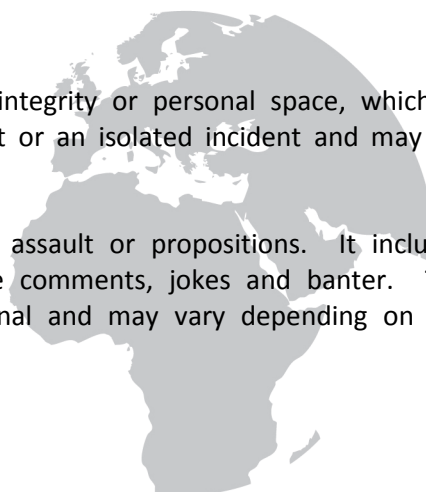 integrity or personal space, which
t or an isolated incident and may
assault or propositions. It inclu
e comments, jokes and banter.
nal and may vary depending on